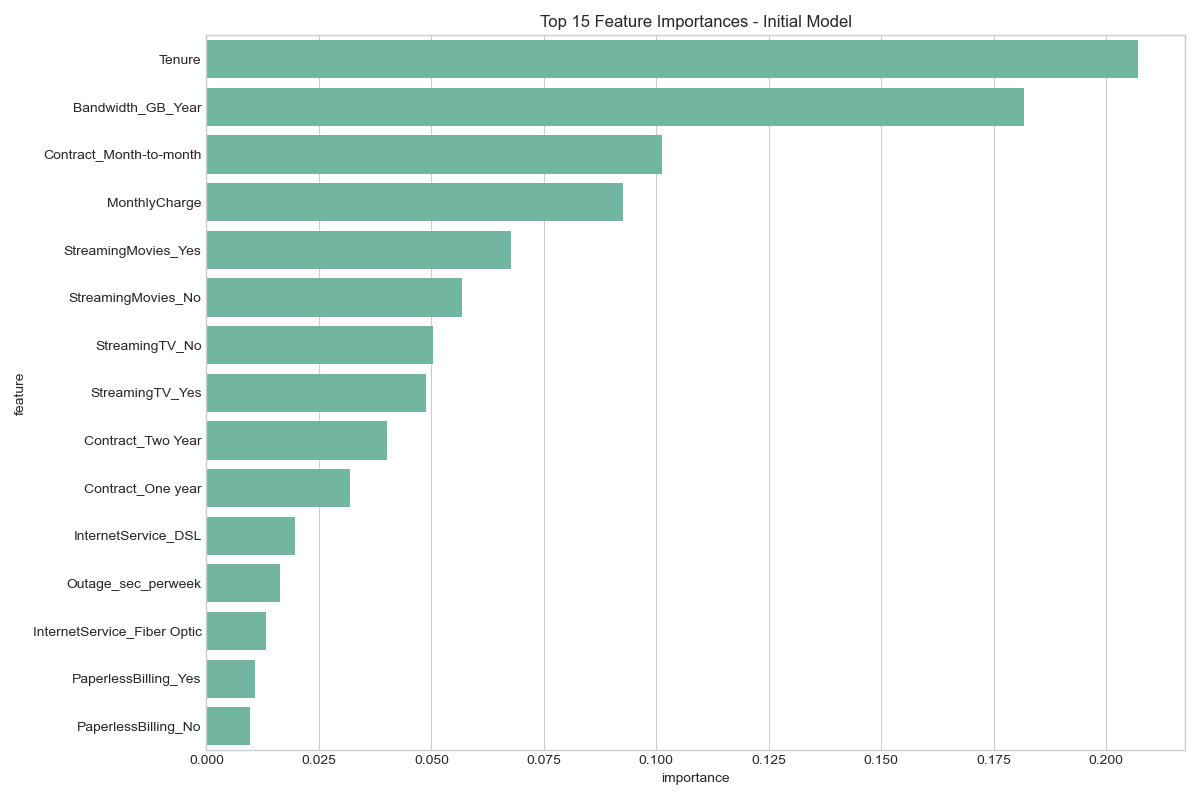 Top 15 Feature Importances - Initial Model
Tenure
Bandwidth_GB_Year
Contract_Month-to-month
MonthlyCharge
StreamingMovies_Yes
StreamingMovies_No
StreamingTV_No
StreamingTV_Yes
Contract_Two Year
Contract_One year
InternetService_DSL
Outage_sec_perweek
InternetService_Fiber Optic
PaperlessBilling_Yes
PaperlessBilling_No
feature
0.000 0.025 0.050 0.075 0.100 0.125 0.150 0.175 0.200
importance